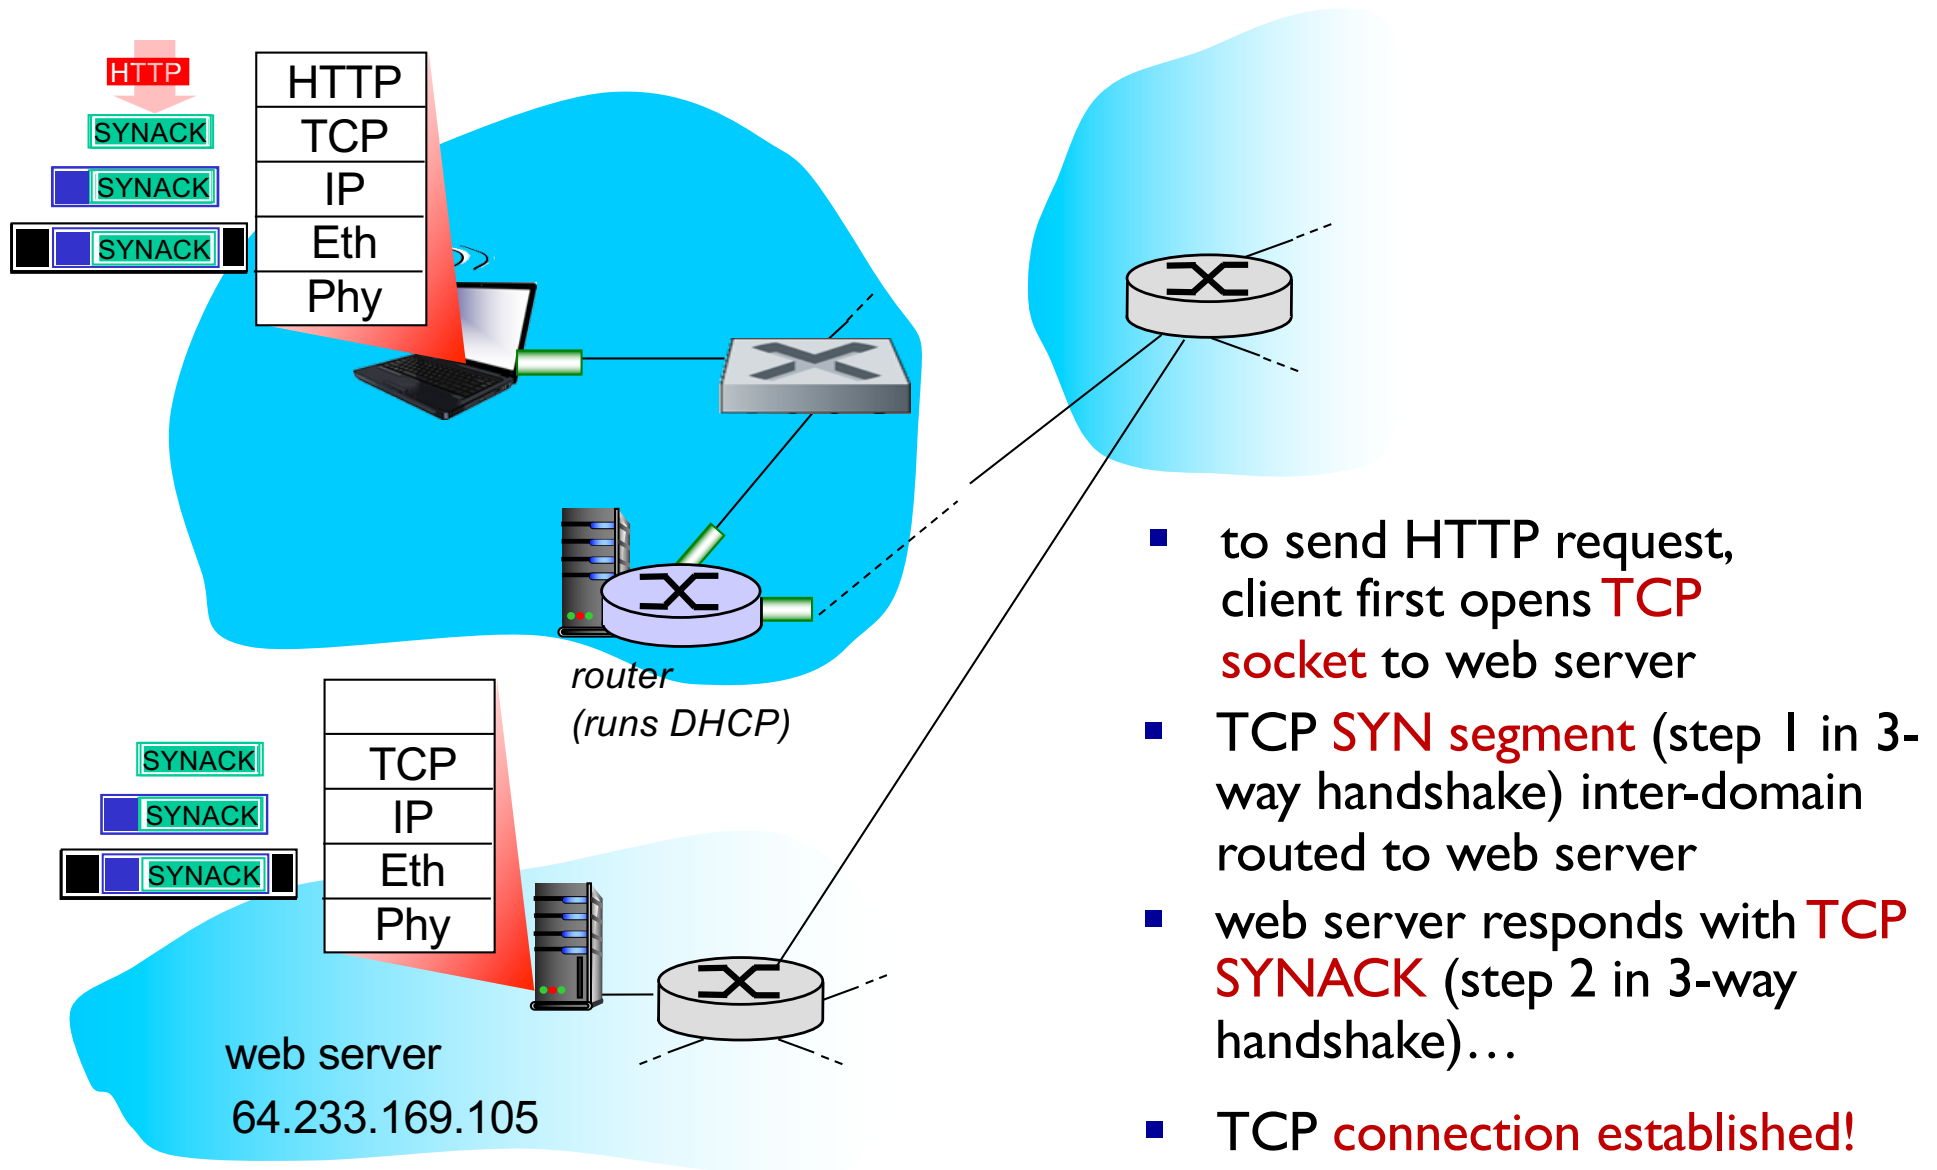 HTTP
SYNACK
SYNACK
SYNACK
HTTP
TCP
IP
Eth
Phy
router
(runs DHCP)
SYNACK
SYNACK
SYNACK
TCP
IP
Eth
Phy
web server
64.233.169.105
▪ to send HTTP request,
client first opens TCP
socket to web server
▪ TCP SYN segment (step 1 in 3-
way handshake) inter-domain
routed to web server
▪ web server responds with TCP
SYNACK (step 2 in 3-way
handshake)…
▪ TCP connection established!